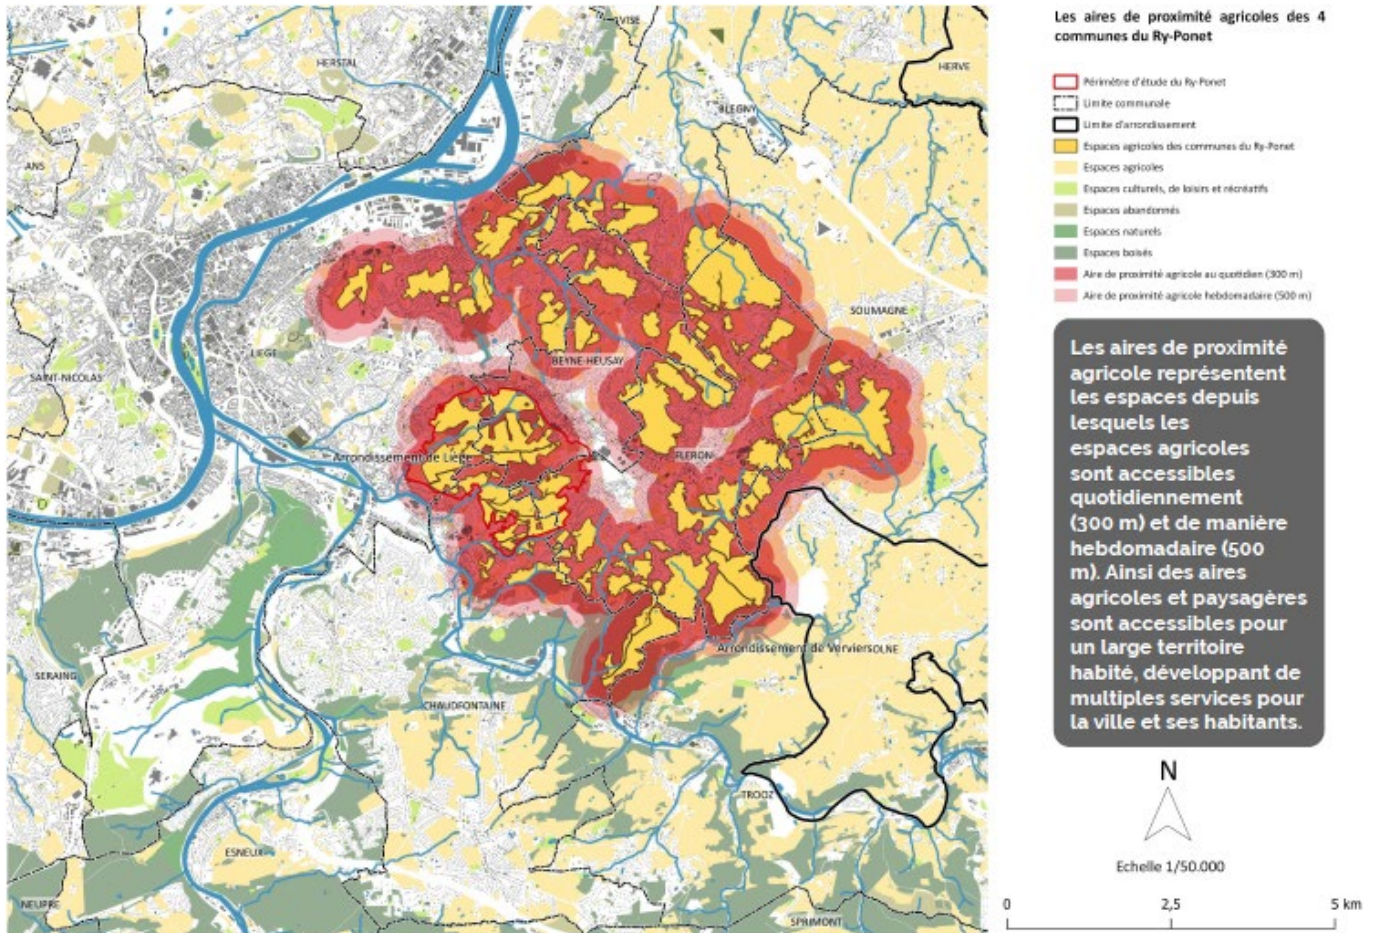 Les aires de proximité agricoles des 4
communes du Ry-Ponet
Périmètre d'étude du Ry-Ponet
Limite communale
Limite d'arrondissement
Espaces agricoles des communes du Ry-Ponet
Espaces agricoles
Espaces culturels, de loisirs et récréatifs
Espaces abandonnés
Espaces naturels
Espaces boisés
Aire de proximité agricole au quotidien (300 m)
Aire de proximité agricole hebdomadaire (500 m)
Les aires de proximité
agricole représentent
les espaces depuis
lesquels les
espaces agricoles
sont accessibles
quotidiennement
(300 m) et de manière
hebdomadaire (500
m). Ainsi des aires
agricoles et paysagères
sont accessibles pour
un large territoire
habité, développant de
multiples services pour
la ville et ses habitants.
N
Echelle 1/50.000
0 2,5 5 km
HERSTAL
HERVE
BLEGNY
ANS
SOUMAGNE
LIEGE
BEYNE-HEUSAY
SAINT-NICOLAS
FLERON
Arrondissement de Liège
Arrondissement de Verviers
OLNE
SERAING
CHAUDFONTAINE
TROOZ
ESNEUX
NEUPRE
SPRIMONT